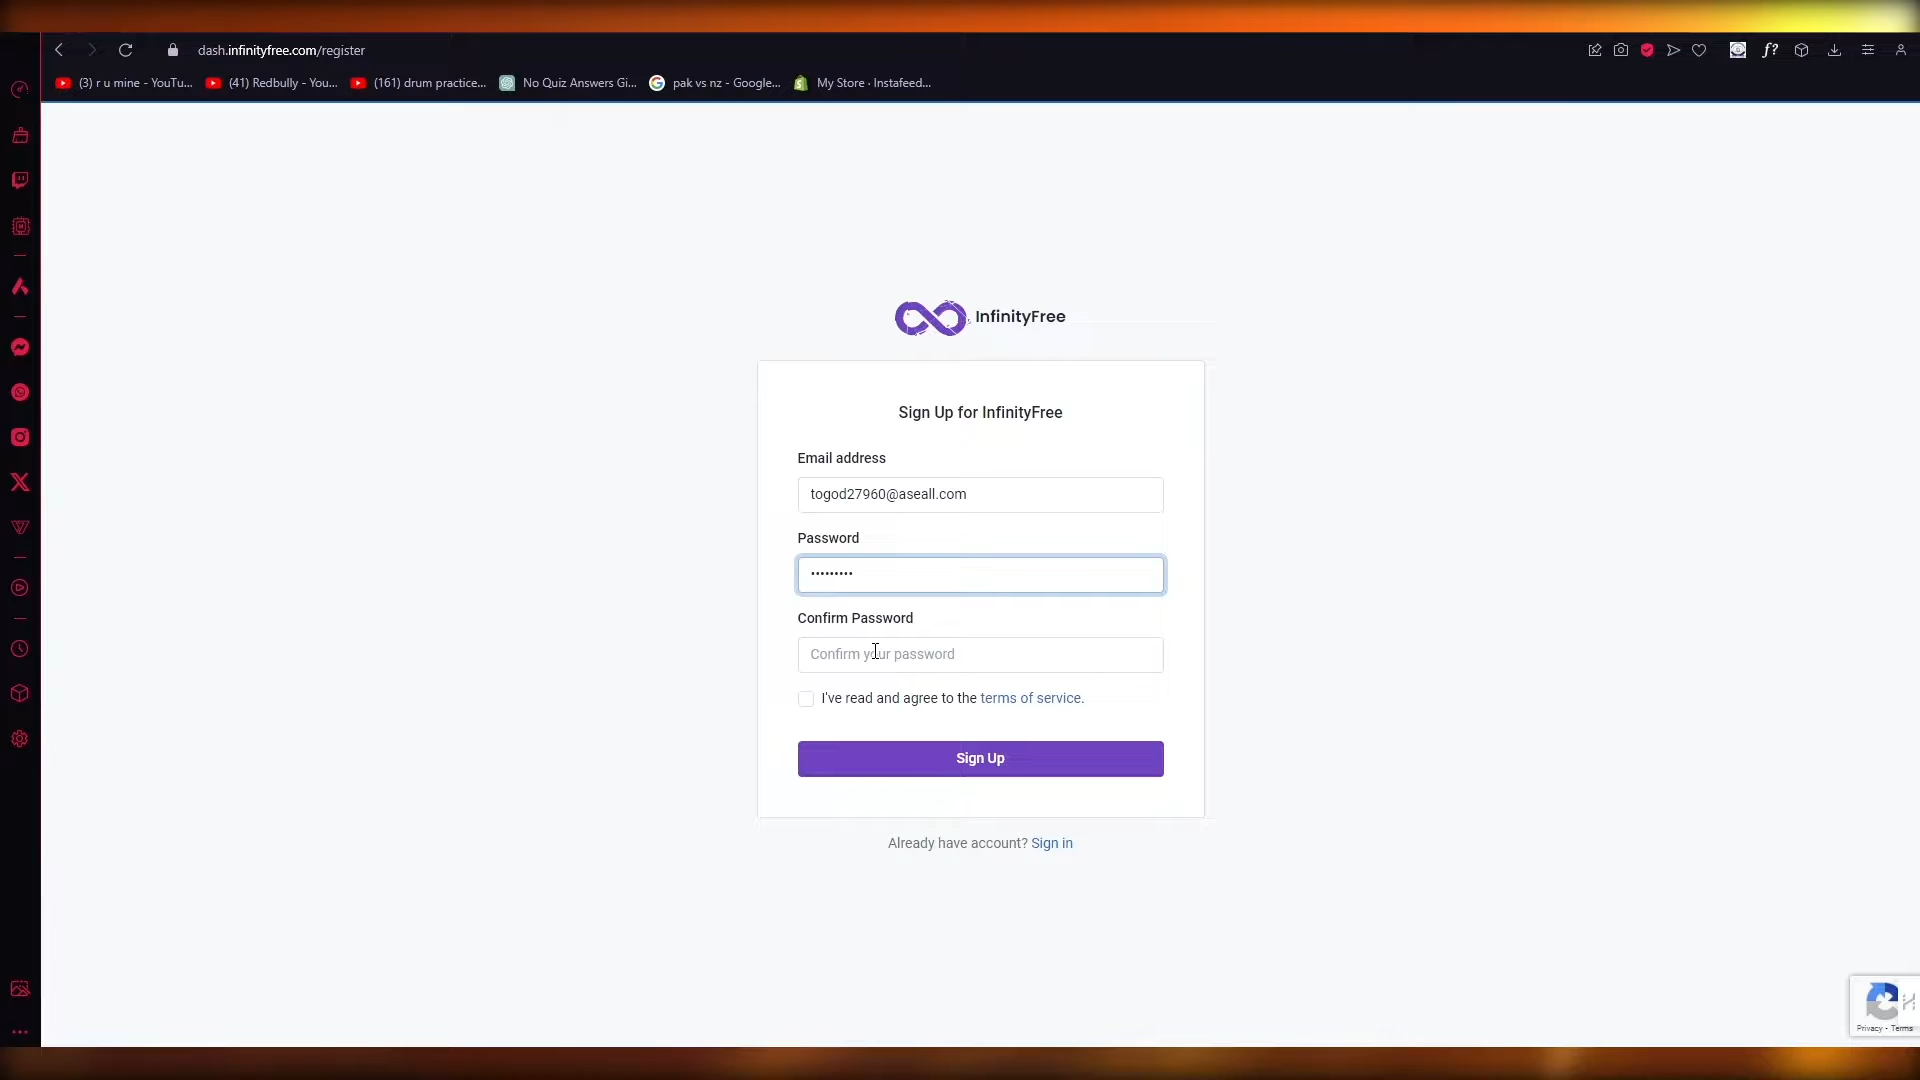 dash.infinityfree.com/register
f?
(3) r u mine - YouTu...
(41) Redbully - You...
(161) drum practice...
No Quiz Answers Gi...
pak vs nz - Google...
My Store · Instafeed...
InfinityFree
Sign Up for InfinityFree
Email address
togod27960@aseall.com
Password
•••••••••
Confirm Password
Confirm your password
I've read and agree to the terms of service.
Sign Up
Already have account? Sign in
Privacy - Terms